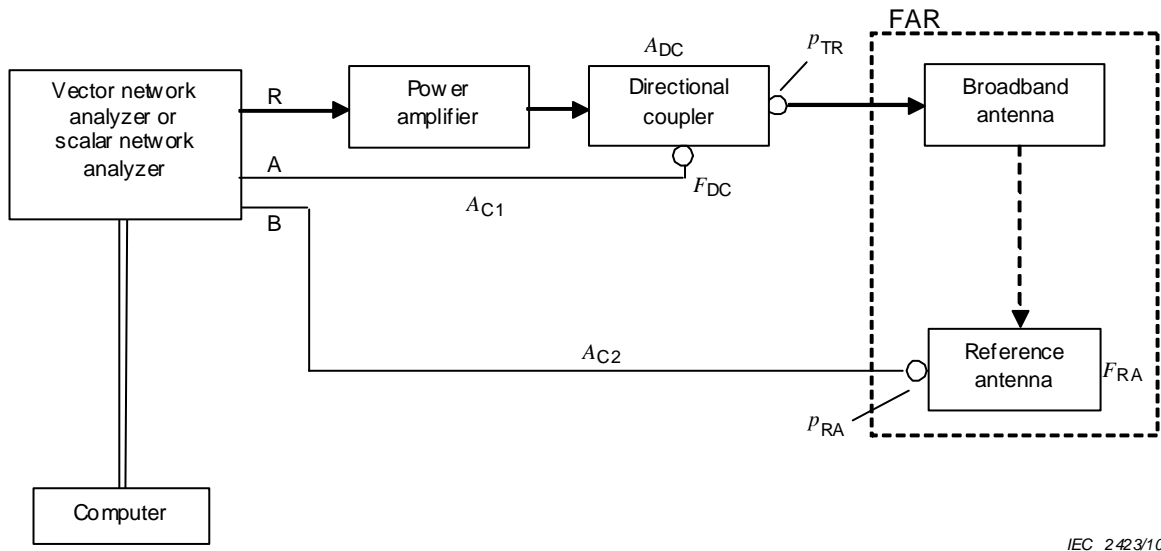 FAR
A_DC
p_TR
Vector network
analyzer or
scalar network
analyzer
R
A
B
Power
amplifier
Directional
coupler
Broadband
antenna
F_DC
A_C1
A_C2
Reference
antenna
F_RA
p_RA
Computer
IEC 2423/10